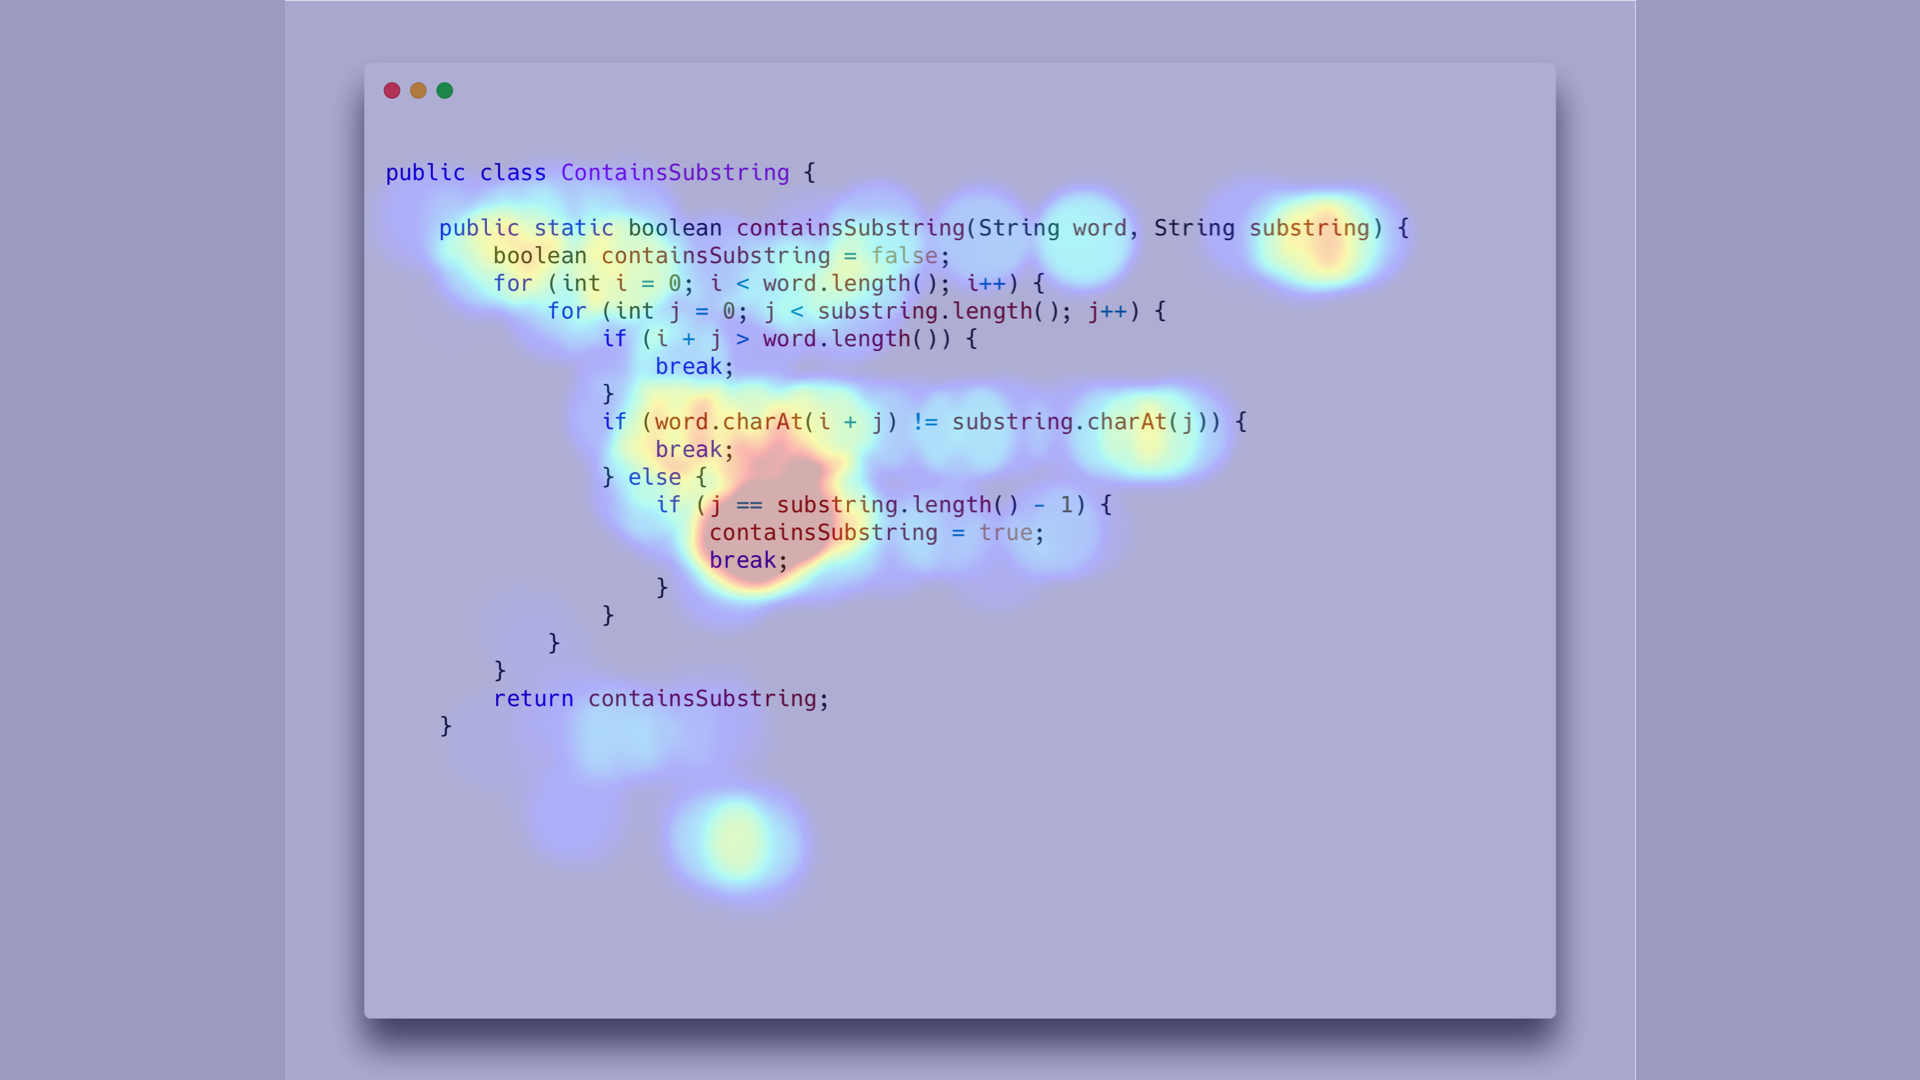 public class ContainsSubstring {
    public static boolean containsSubstring(String word, String substring) {
        boolean containsSubstring = false;
        for (int i = 0; i < word.length(); i++) {
            for (int j = 0; j < substring.length(); j++) {
                if (i + j > word.length()) {
                    break;
                }
                if (word.charAt(i + j) != substring.charAt(j)) {
                    break;
                } else {
                    if (j == substring.length() - 1) {
                        containsSubstring = true;
                        break;
                    }
                }
            }
        }
        return containsSubstring;
    }